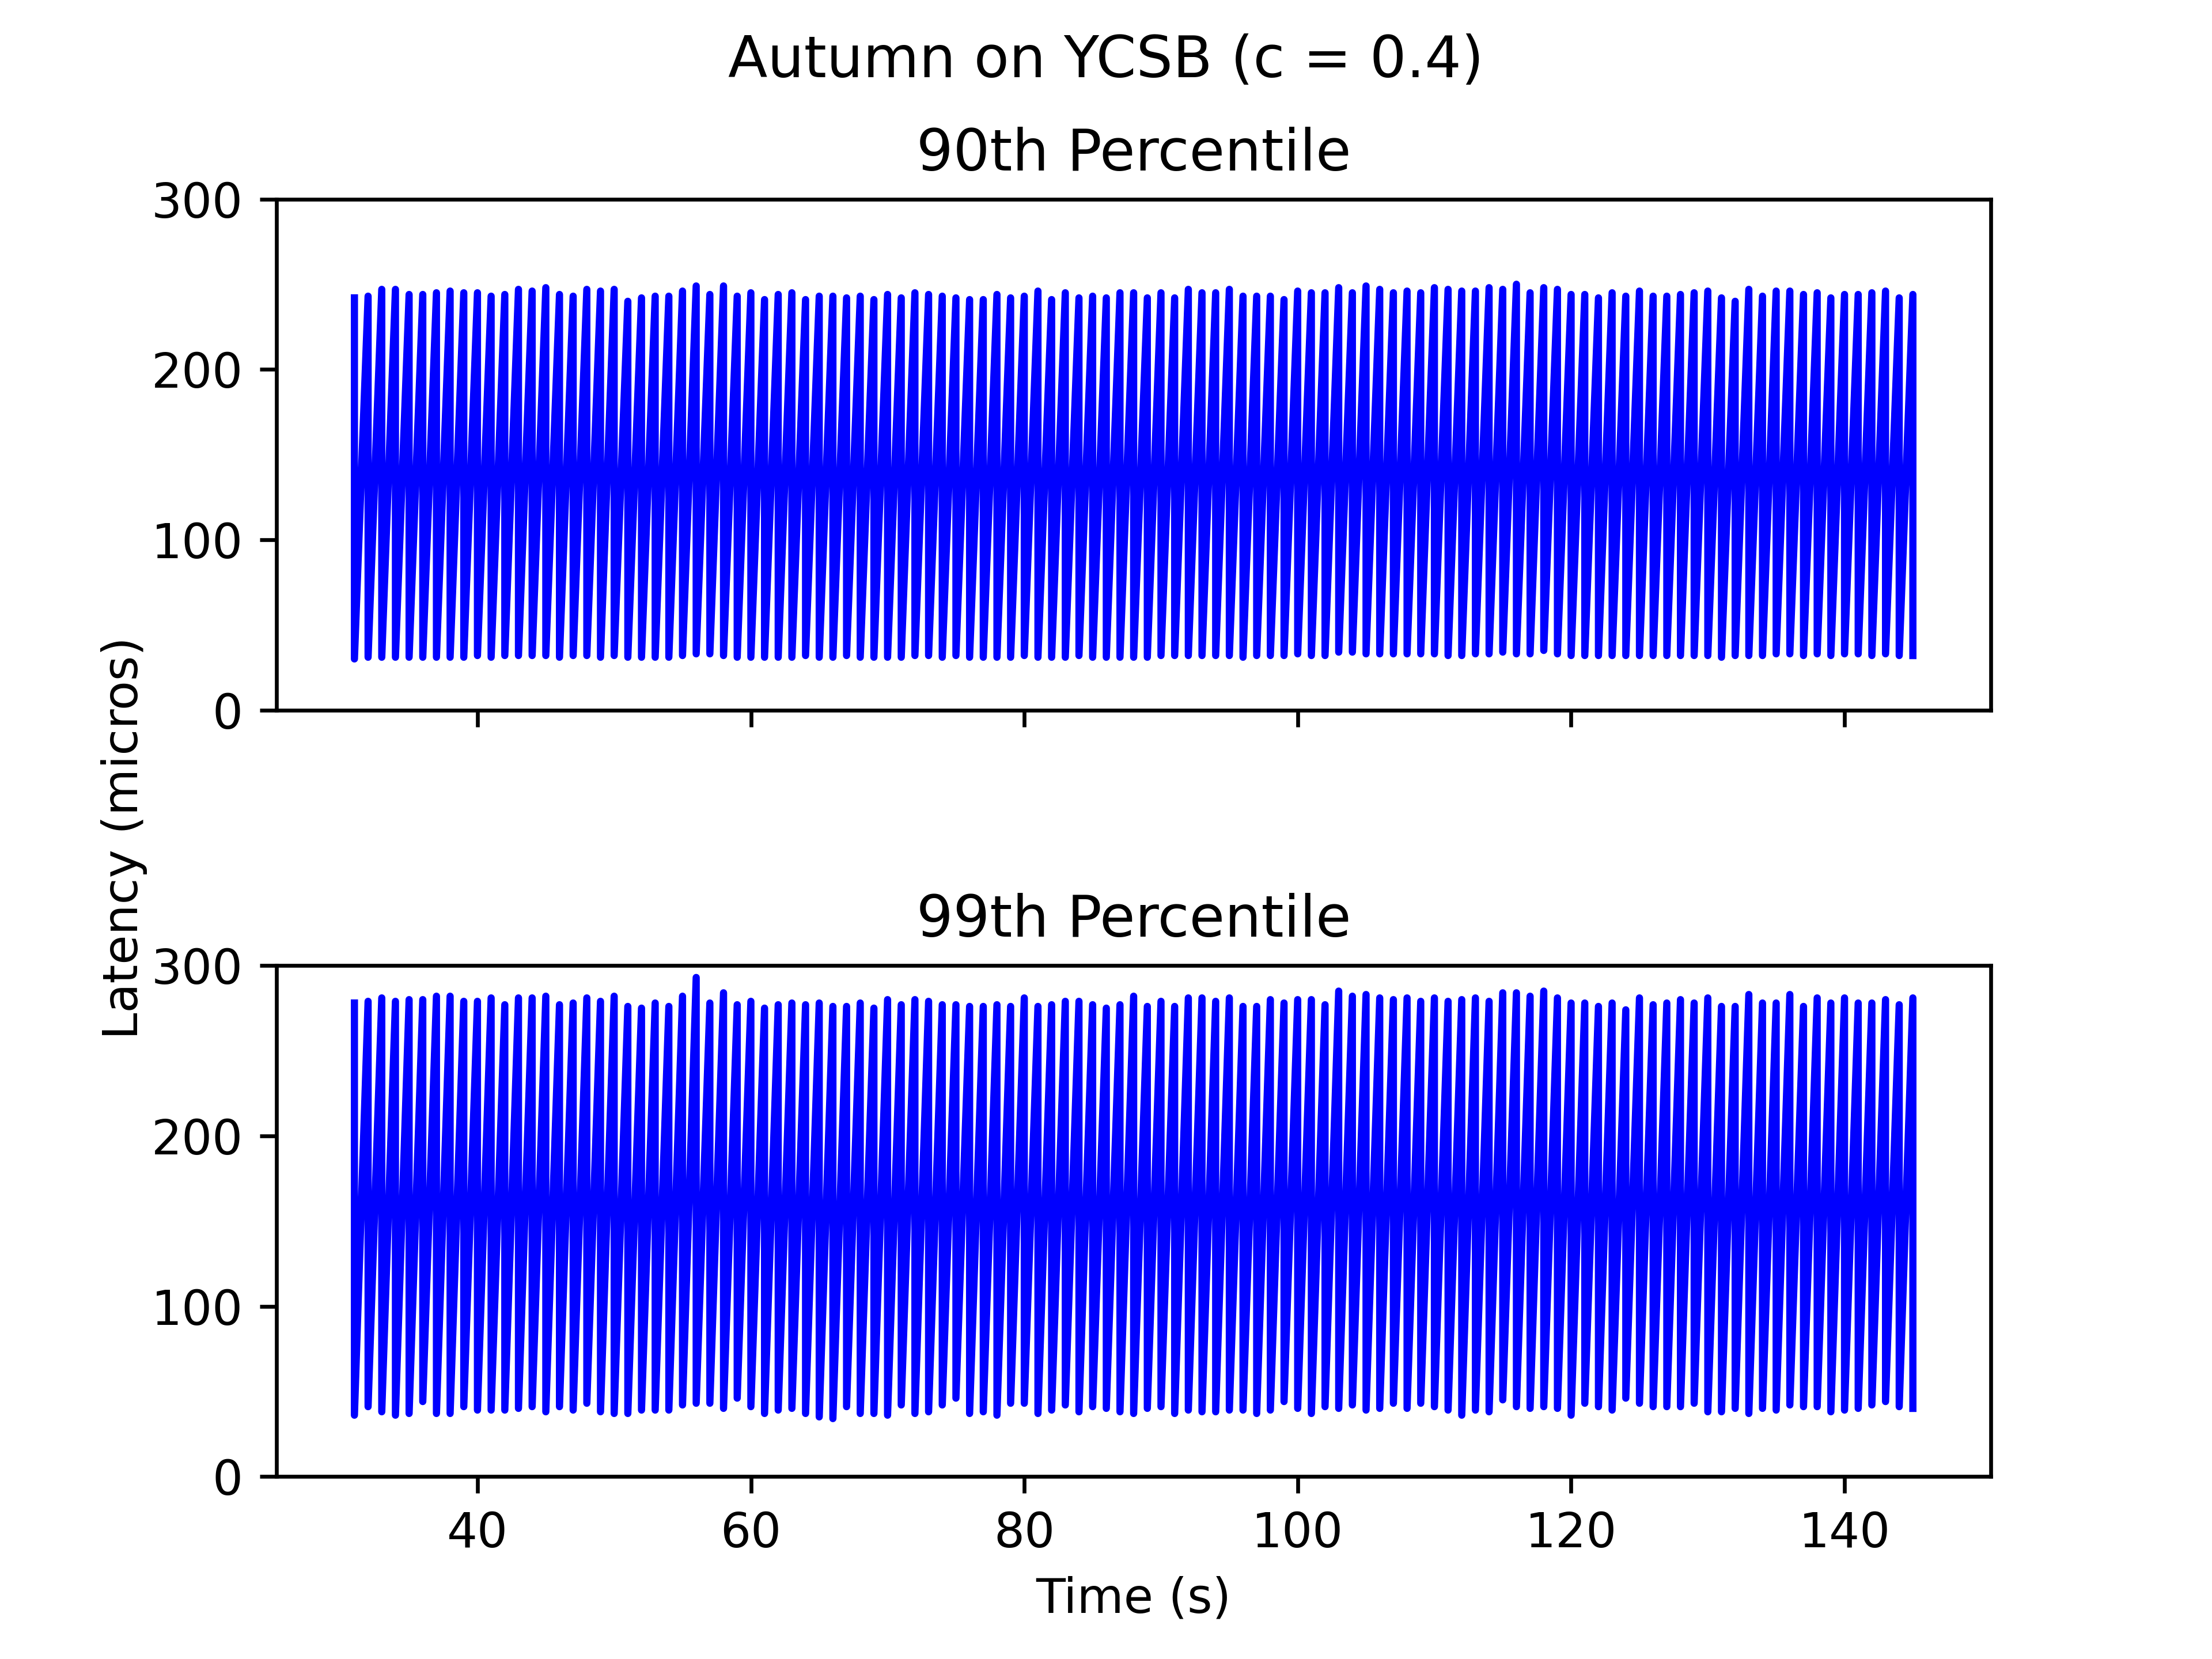 Autumn on YCSB (c = 0.4)
90th Percentile
300
200
100
0
Latency (micros)
99th Percentile
300
200
100
0
40 60 80 100 120 140
Time (s)